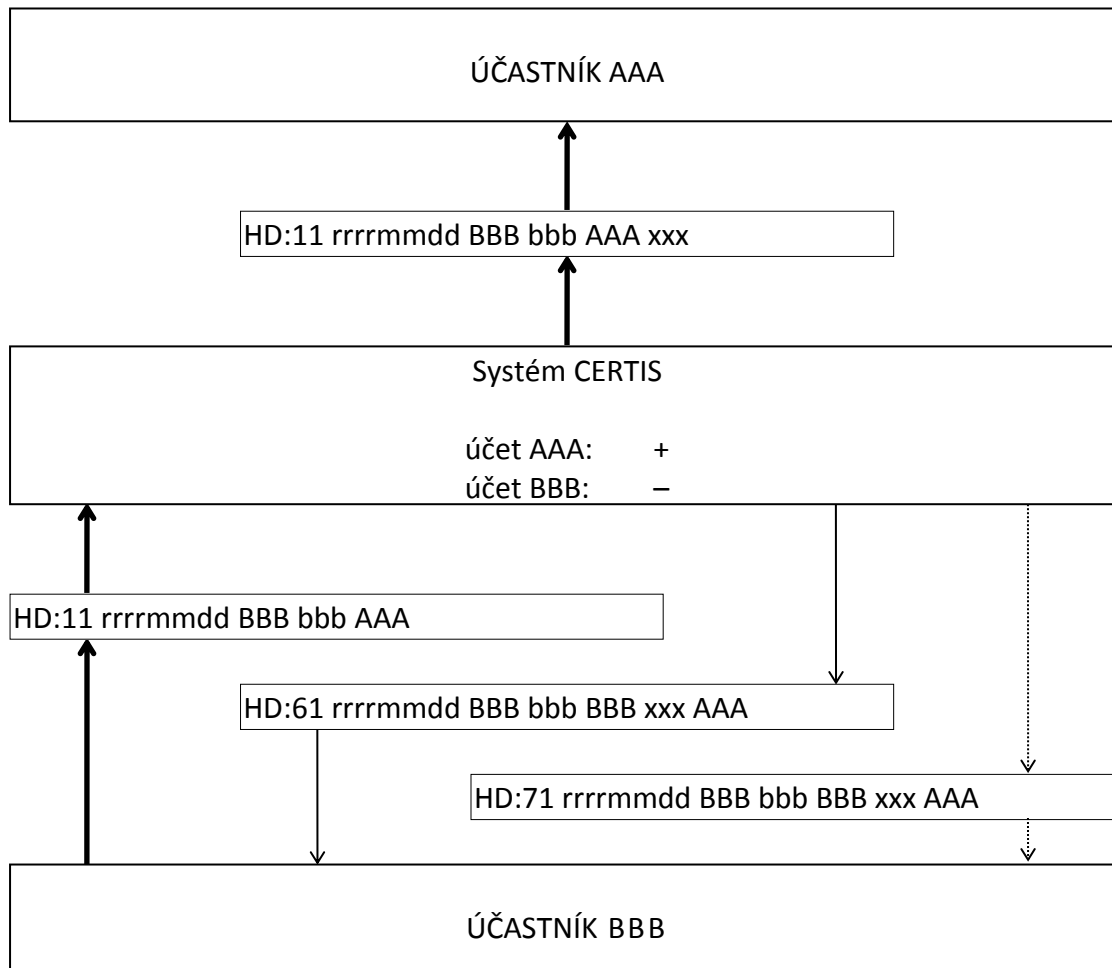 ÚČASTNÍK AAA
HD:11 rrrrmmdd BBB bbb AAA xxx
Systém CERTIS
účet AAA: +
účet BBB: –
HD:11 rrrrmmdd BBB bbb AAA
HD:61 rrrrmmdd BBB bbb BBB xxx AAA
HD:71 rrrrmmdd BBB bbb BBB xxx AAA
ÚČASTNÍK BBB